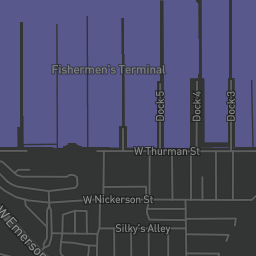 Fishermen's Terminal
Dock 5
Dock 4
Dock 3
W Thurman St
W Nickerson St
W Emerson
Silky's Alley